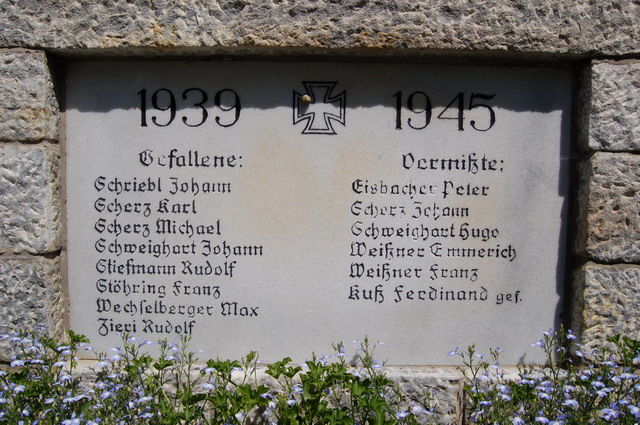 1939 1945
Gefallene:
Schriebl Johann
Scherz Karl
Scherz Michael
Schweighart Johann
Stiefmann Rudolf
Stöhring Franz
Wechselberger Max
Zieri Rudolf
Vermißte:
Eisbacher Peter
Scherz Johann
Schweighart Hugo
Weißner Emmerich
Weißner Franz
Kuß Ferdinand gef.